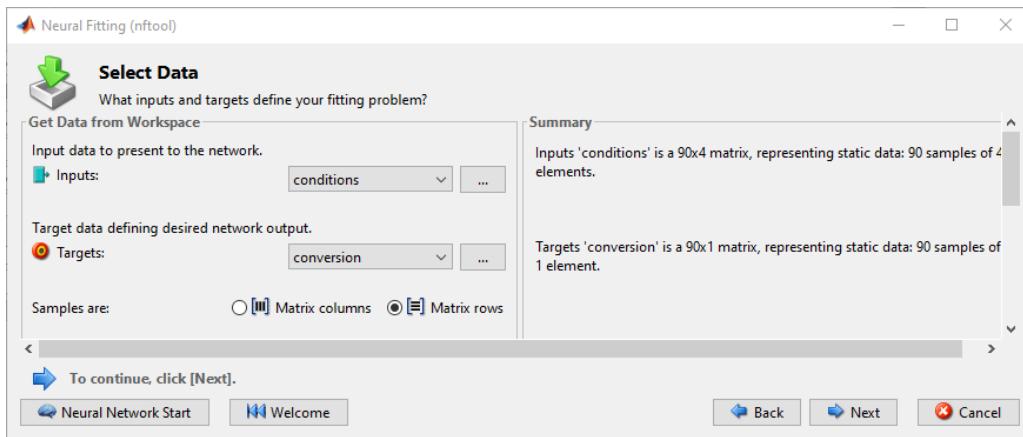 Neural Fitting (nftool)
Select Data
What inputs and targets define your fitting problem?
Get Data from Workspace
Input data to present to the network.
Inputs:
conditions
...
Target data defining desired network output.
Targets:
conversion
...
Samples are:
Matrix columns
Matrix rows
Summary
Inputs 'conditions' is a 90x4 matrix, representing static data: 90 samples of 4
elements.
Targets 'conversion' is a 90x1 matrix, representing static data: 90 samples of
1 element.
To continue, click [Next].
Neural Network Start
Welcome
Back
Next
Cancel